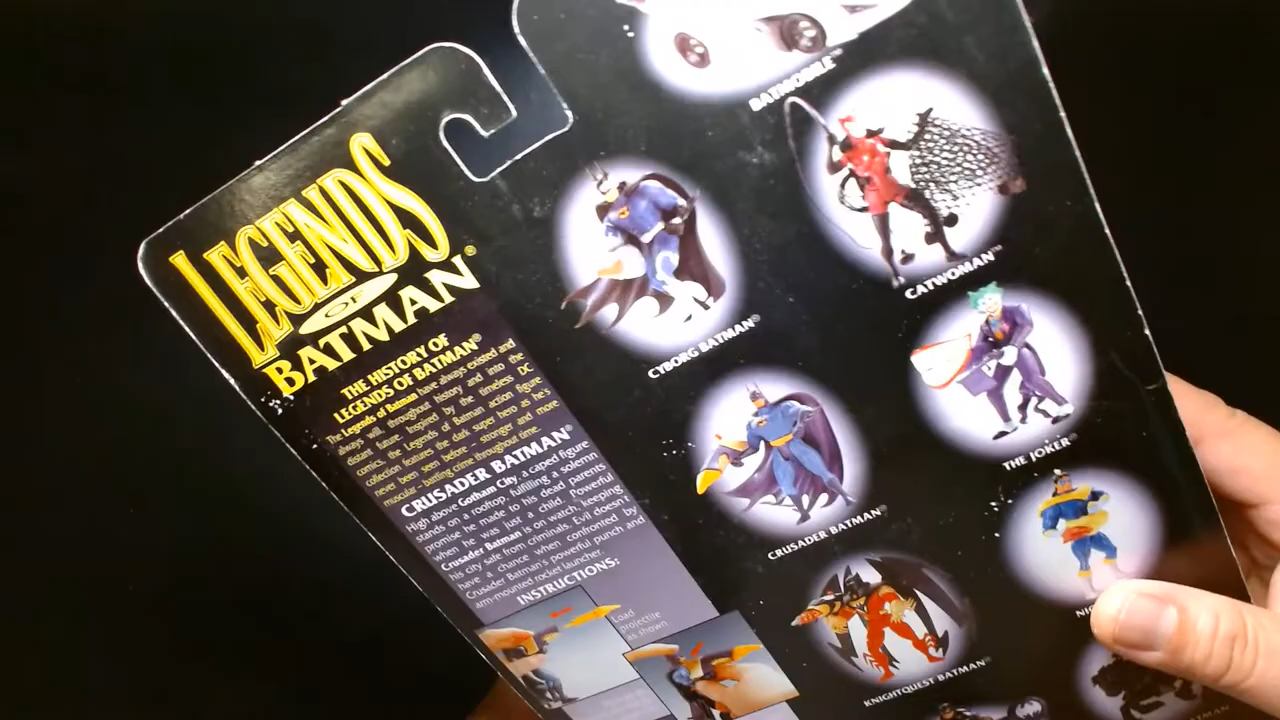 LEGENDS
OF
BATMAN®
THE HISTORY OF
LEGENDS OF BATMAN®
The Legends of Batman have always existed and
always will throughout history and into the
distant future. Inspired by the timeless DC
comics, the Legends of Batman action figure
collection features the dark super hero as he's
never been seen before - stronger and more
muscular - battling crime throughout time.
CRUSADER BATMAN®
High above Gotham City, a caped figure
stands on a rooftop, fulfilling a solemn
promise he made to his dead parents
when he was just a child. Powerful
Crusader Batman is on watch, keeping
his city safe from criminals. Evil doesn't
have a chance when confronted by
Crusader Batman's powerful punch and
arm-mounted rocket launcher.
INSTRUCTIONS:
Load
projectile
as shown
BATMOBILE™
CATWOMAN™
CYBORG BATMAN®
THE JOKER®
CRUSADER BATMAN®
KNIGHTQUEST BATMAN®